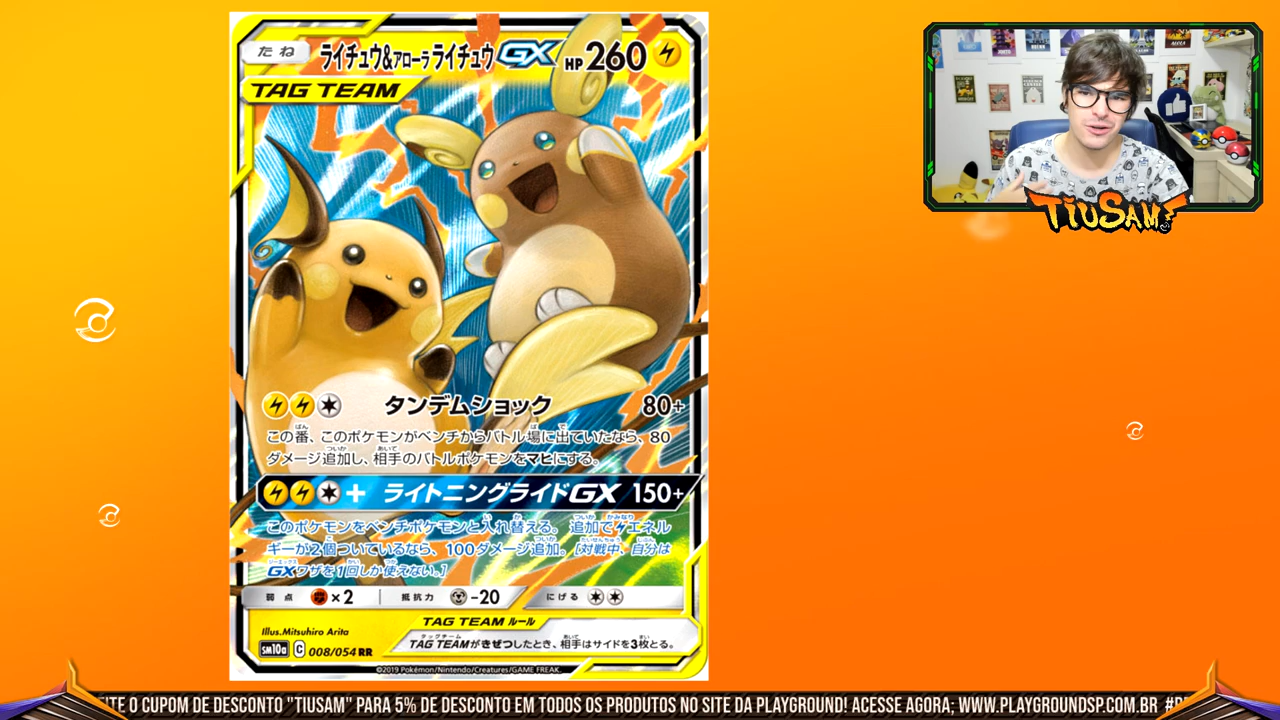 たね
ライチュウ&アローラライチュウGX HP260
TAG TEAM
タンデムショック 80+
この番、このポケモンがベンチからバトル場に出ていたなら、80
ダメージ追加し、相手のバトルポケモンをマヒにする。
+ ライトニングライドGX 150+
このポケモンをベンチポケモンと入れ替える。追加でエネル
ギーが2個ついているなら、100ダメージ追加。[対戦中、自分は
GXワザを1回しか使えない。]
弱点 ×2 抵抗力 -20 にげる
Illus.Mitsuhiro Arita
TAG TEAM ルール
TAG TEAMがきぜつしたとき、相手はサイドを3枚とる。
SM10a C 008/054 RR
©2019 Pokémon/Nintendo/Creatures/GAME FREAK.
TIUSAM
O CUPOM DE DESCONTO "TIUSAM" PARA 5% DE DESCONTO EM TODOS OS PRODUTOS NO SITE DA PLAYGROUND! ACESSE AGORA; WWW.PLAYGROUNDSP.COM.BR